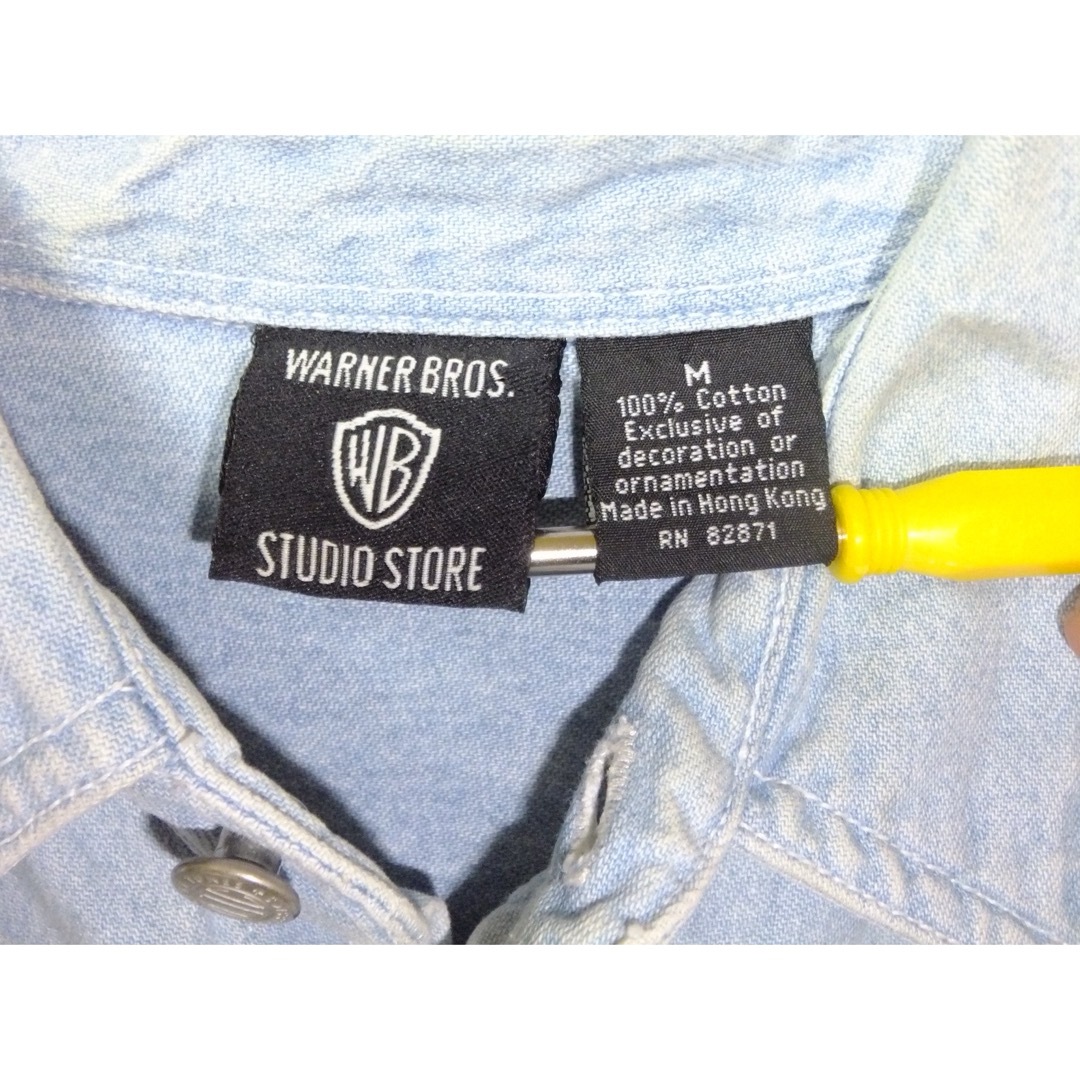 WARNER BROS.
WB
STUDIO STORE
M
100% Cotton
Exclusive of
decoration or
ornamentation
Made in Hong Kong
RN 82871